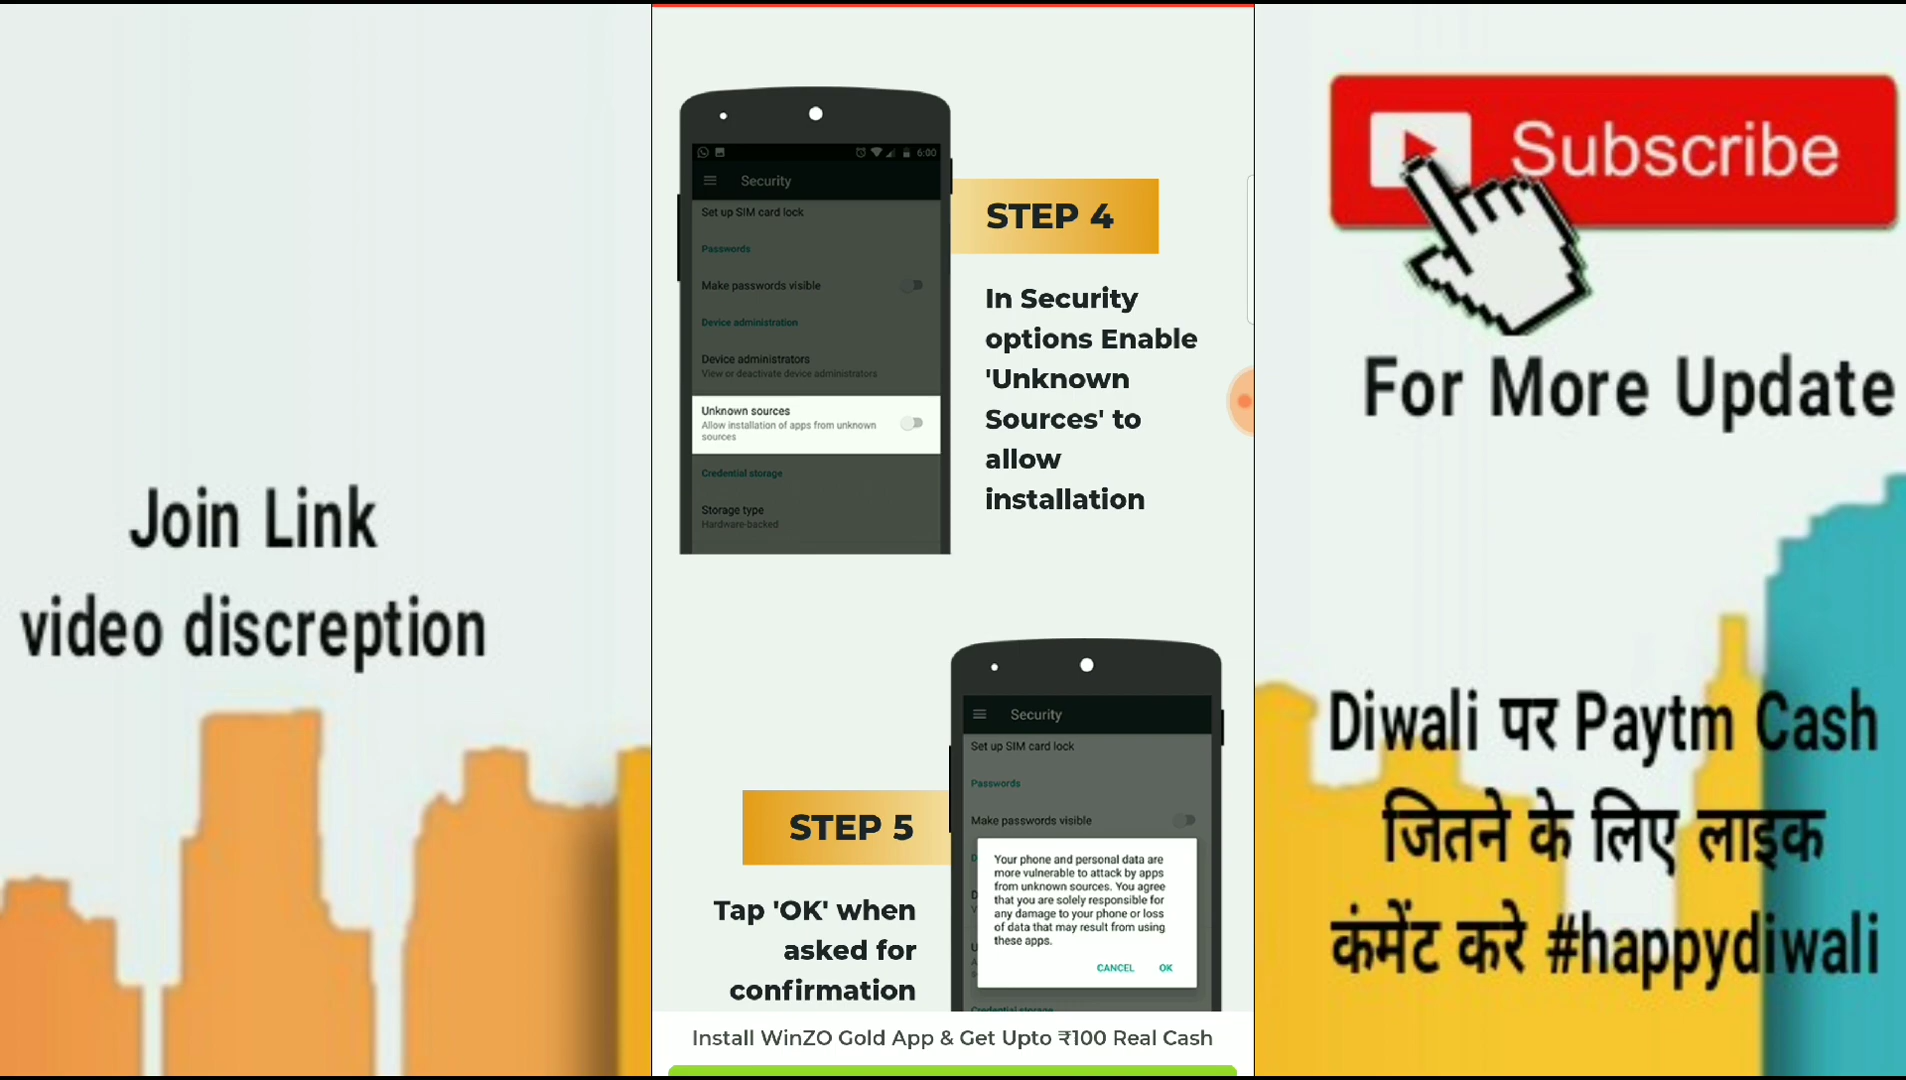 Join Link
video discreption
6:00
Security
Set up SIM card lock
Passwords
Make passwords visible
Device administration
Device administrators
View or deactivate device administrators
Unknown sources
Allow installation of apps from unknown
sources
Credential storage
Storage type
Hardware-backed
STEP 4
In Security
options Enable
'Unknown
Sources' to
allow
installation
STEP 5
Tap 'OK' when
asked for
confirmation
Security
Set up SIM card lock
Passwords
Make passwords visible
Your phone and personal data are
more vulnerable to attack by apps
from unknown sources. You agree
that you are solely responsible for
any damage to your phone or loss
of data that may result from using
these apps.
CANCEL OK
Credential storage
Install WinZO Gold App & Get Upto ₹100 Real Cash
Subscribe
For More Update
Diwali पर Paytm Cash
जितने के लिए लाइक
कंमेंट करे #happydiwali